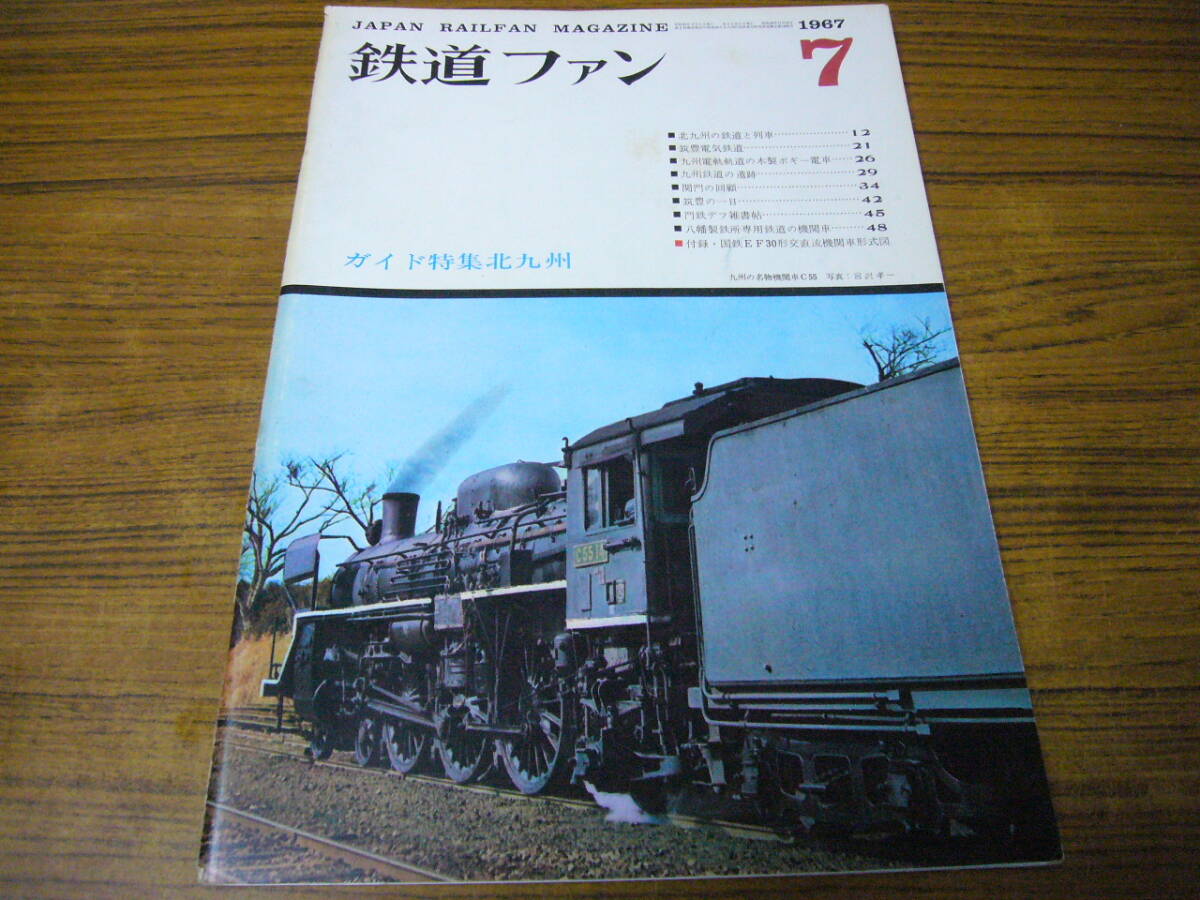 JAPAN RAILFAN MAGAZINE
1967
鉄道ファン
7
■北九州の鉄道と列車…………………12
■筑豊電気鉄道…………………………21
■九州電軌軌道の木製ボギー電車……26
■九州鉄道の遺跡………………………29
■関門の回顧……………………………34
■筑豊の一日……………………………42
■門鉄デフ雑書帖………………………45
■八幡製鉄所専用鉄道の機関車………48
■付録・国鉄EF30形交直流機関車形式図
ガイド特集北九州
九州の名物機関車C55 写真:宮沢孝一
C55